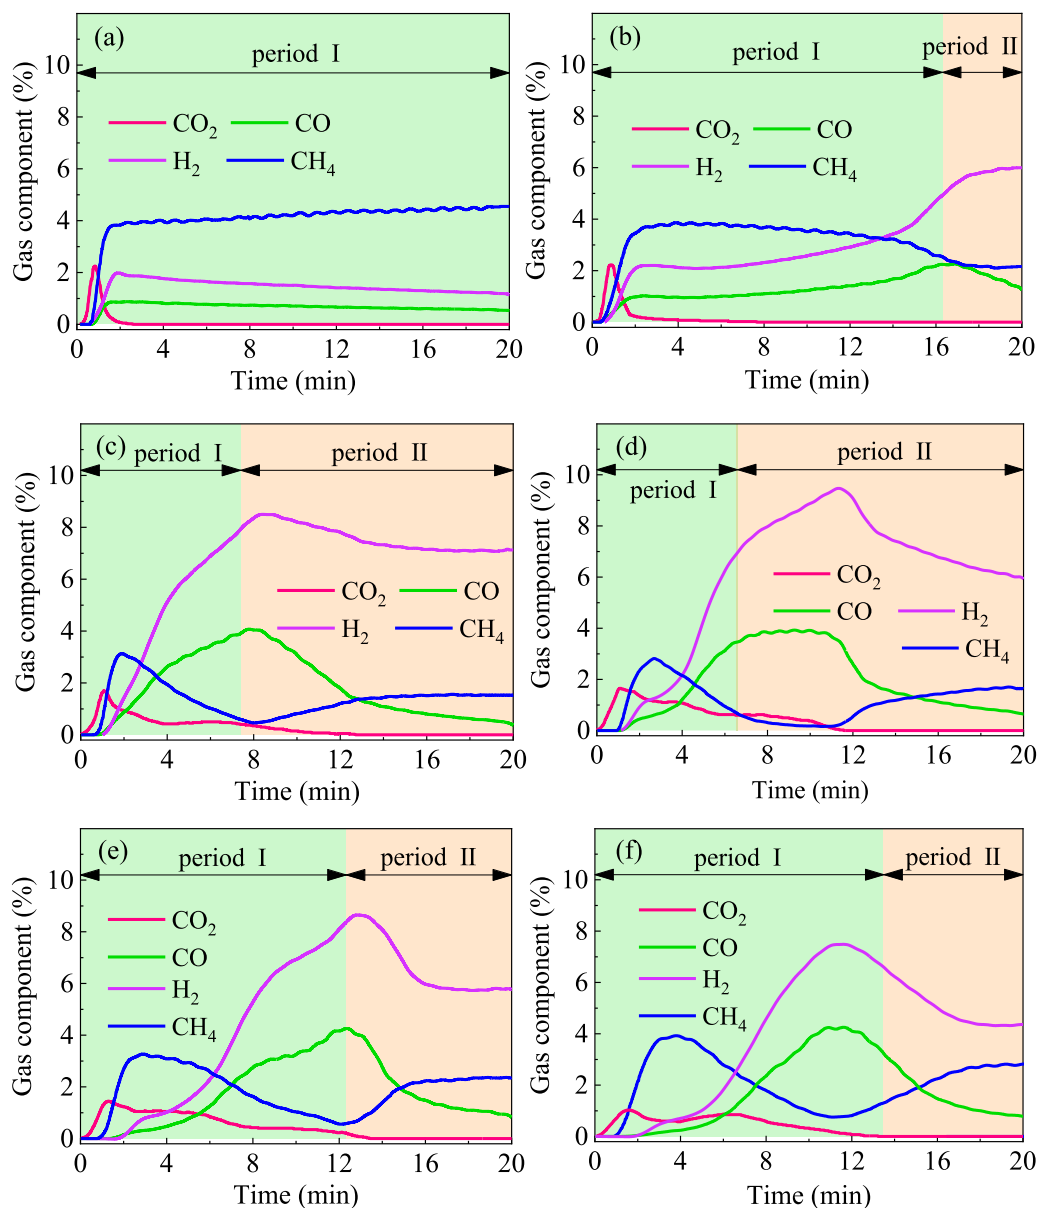 (a)
period I
CO2 CO
H2 CH4
Gas component (%)
0 2 4 6 8 10
0 4 8 12 16 20
Time (min)
(b)
period I period II
CO2 CO
H2 CH4
Gas component (%)
0 2 4 6 8 10
0 4 8 12 16 20
Time (min)
(c)
period I period II
CO2 CO
H2 CH4
Gas component (%)
0 2 4 6 8 10
0 4 8 12 16 20
Time (min)
(d)
period I period II
CO2
CO H2
CH4
Gas component (%)
0 2 4 6 8 10
0 4 8 12 16 20
Time (min)
(e)
period I period II
CO2
CO
H2
CH4
Gas component (%)
0 2 4 6 8 10
0 4 8 12 16 20
Time (min)
(f)
period I period II
CO2
CO
H2
CH4
Gas component (%)
0 2 4 6 8 10
0 4 8 12 16 20
Time (min)